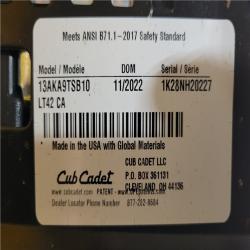 Meets ANSI B71.1-2017 Safety Standard
Model / Modèle DOM Serial / Série
13AKA9TSB10 11/2022 1K28NH20227
LT42 CA
Made in the USA with Global Materials
Cub Cadet
CUB CADET LLC
P.O. BOX 361131
CLEVELAND, OH 44136
www.cubcadet.com
Dealer Locator Phone Number 877-282-8684